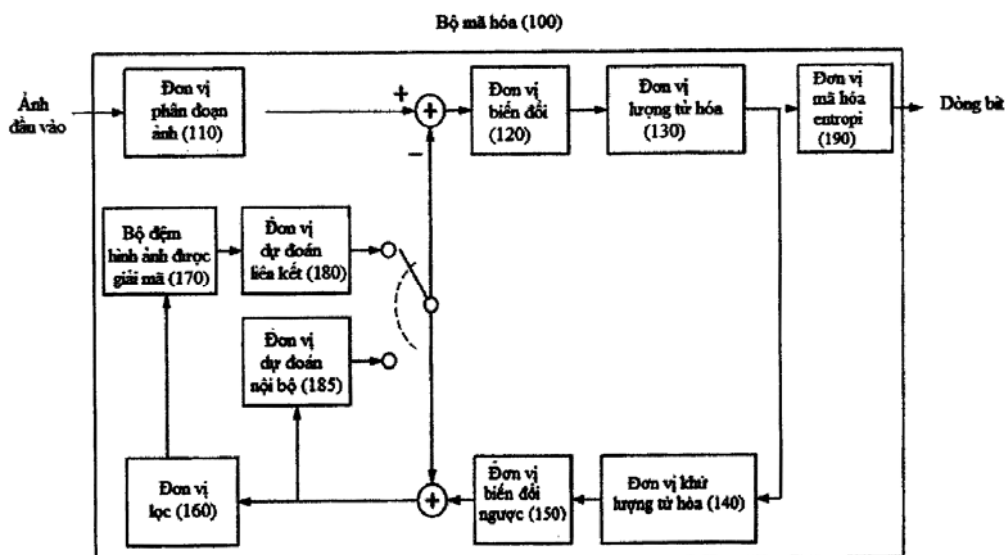 Bộ mã hóa (100)
Ảnh
đầu vào
Đơn vị
phân đoạn
ảnh (110)
+
+
−
Đơn vị
biến đổi
(120)
Đơn vị
lượng tử hóa
(130)
Đơn vị
mã hóa
entropi
(190)
Dòng bit
Bộ đệm
hình ảnh được
giải mã (170)
Đơn vị
dự đoán
liên kết (180)
Đơn vị
dự đoán
nội bộ (185)
Đơn vị
lọc (160)
+
Đơn vị
biến đổi
ngược (150)
Đơn vị khử
lượng tử hóa (140)